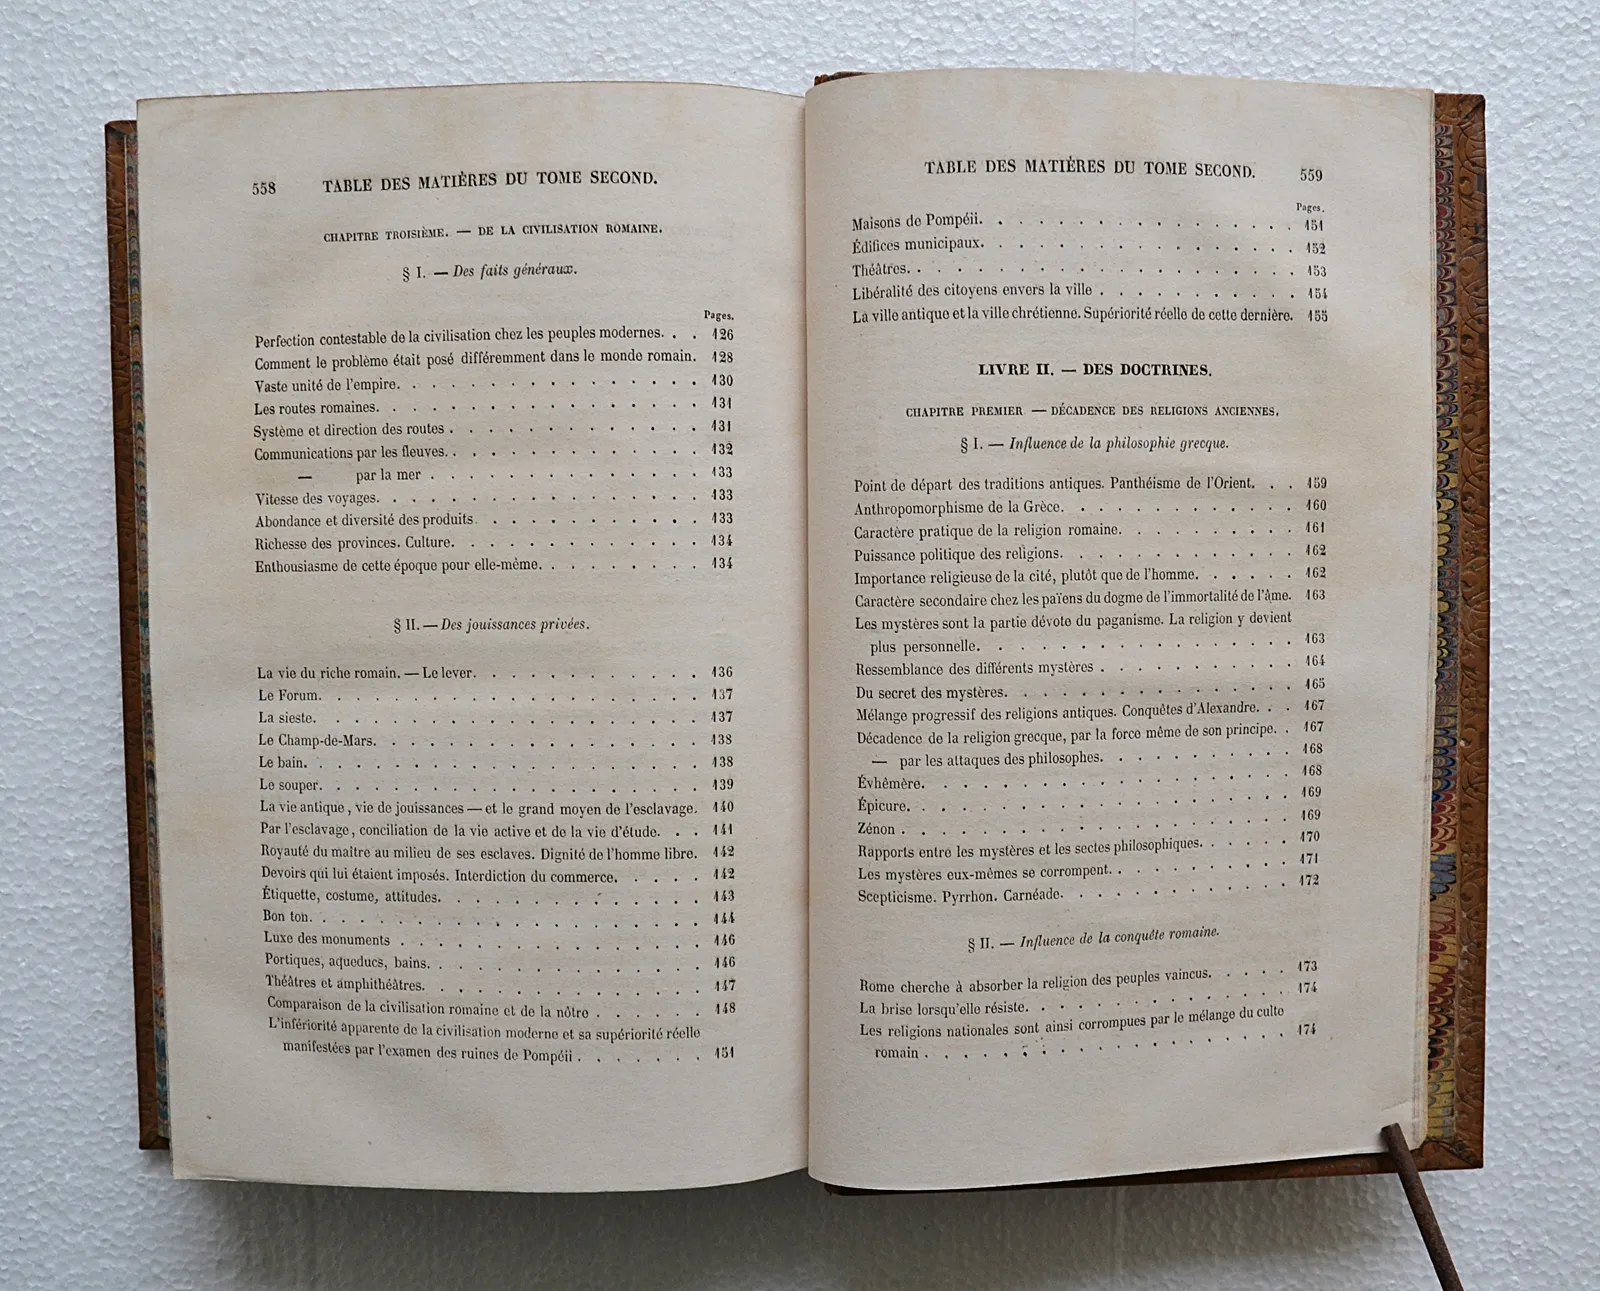 558 TABLE DES MATIÈRES DU TOME SECOND.
CHAPITRE TROISIÈME. — DE LA CIVILISATION ROMAINE.
§ I. — Des faits généraux.
Pages.
Perfection contestable de la civilisation chez les peuples modernes. . . 126
Comment le problème était posé différemment dans le monde romain. 128
Vaste unité de l'empire. . . . . . . . . . . . . . . 130
Les routes romaines. . . . . . . . . . . . . . . . 131
Système et direction des routes . . . . . . . . . . . . 131
Communications par les fleuves. . . . . . . . . . . . . 132
— par la mer . . . . . . . . . . . . . 133
Vitesse des voyages. . . . . . . . . . . . . . . . 133
Abondance et diversité des produits . . . . . . . . . . . 133
Richesse des provinces. Culture. . . . . . . . . . . . . 134
Enthousiasme de cette époque pour elle-même. . . . . . . . . 134
§ II. — Des jouissances privées.
La vie du riche romain. — Le lever. . . . . . . . . . . . 136
Le Forum. . . . . . . . . . . . . . . . . . . 137
La sieste. . . . . . . . . . . . . . . . . . . 137
Le Champ-de-Mars. . . . . . . . . . . . . . . . 138
Le bain. . . . . . . . . . . . . . . . . . . 138
Le souper. . . . . . . . . . . . . . . . . . . 139
La vie antique, vie de jouissances — et le grand moyen de l'esclavage. 140
Par l'esclavage, conciliation de la vie active et de la vie d'étude. . . 141
Royauté du maître au milieu de ses esclaves. Dignité de l'homme libre. 142
Devoirs qui lui étaient imposés. Interdiction du commerce. . . . . 142
Étiquette, costume, attitudes. . . . . . . . . . . . . 143
Bon ton. . . . . . . . . . . . . . . . . . . 144
Luxe des monuments . . . . . . . . . . . . . . . 146
Portiques, aqueducs, bains. . . . . . . . . . . . . . 146
Théâtres et amphithéâtres. . . . . . . . . . . . . . 147
Comparaison de la civilisation romaine et de la nôtre . . . . . . 148
L'infériorité apparente de la civilisation moderne et sa supériorité réelle
manifestées par l'examen des ruines de Pompéii . . . . . . . 151
TABLE DES MATIÈRES DU TOME SECOND. 559
Pages.
Maisons de Pompéii. . . . . . . . . . . . . . . . 151
Édifices municipaux. . . . . . . . . . . . . . . . 152
Théâtres. . . . . . . . . . . . . . . . . . . 153
Libéralité des citoyens envers la ville . . . . . . . . . . . 154
La ville antique et la ville chrétienne. Supériorité réelle de cette dernière. 155
LIVRE II. — DES DOCTRINES.
CHAPITRE PREMIER — DÉCADENCE DES RELIGIONS ANCIENNES.
§ I. — Influence de la philosophie grecque.
Point de départ des traditions antiques. Panthéisme de l'Orient. . . 159
Anthropomorphisme de la Grèce. . . . . . . . . . . . . 160
Caractère pratique de la religion romaine. . . . . . . . . . 161
Puissance politique des religions. . . . . . . . . . . . . 162
Importance religieuse de la cité, plutôt que de l'homme. . . . . . 162
Caractère secondaire chez les païens du dogme de l'immortalité de l'âme. 163
Les mystères sont la partie dévote du paganisme. La religion y devient
plus personnelle. . . . . . . . . . . . . . . . . 163
Ressemblance des différents mystères . . . . . . . . . . . 164
Du secret des mystères. . . . . . . . . . . . . . . 165
Mélange progressif des religions antiques. Conquêtes d'Alexandre. . . 167
Décadence de la religion grecque, par la force même de son principe. . 167
— par les attaques des philosophes. . . . . . . . . 168
Évhêmère. . . . . . . . . . . . . . . . . . . 168
Épicure. . . . . . . . . . . . . . . . . . . 169
Zénon . . . . . . . . . . . . . . . . . . . . 169
Rapports entre les mystères et les sectes philosophiques. . . . . . 170
Les mystères eux-mêmes se corrompent. . . . . . . . . . . 171
Scepticisme. Pyrrhon. Carnéade. . . . . . . . . . . . . 172
§ II. — Influence de la conquête romaine.
Rome cherche à absorber la religion des peuples vaincus. . . . . 173
La brise lorsqu'elle résiste. . . . . . . . . . . . . . 174
Les religions nationales sont ainsi corrompues par le mélange du culte
romain . . . . . . . . . . . . . . . . . . . 174